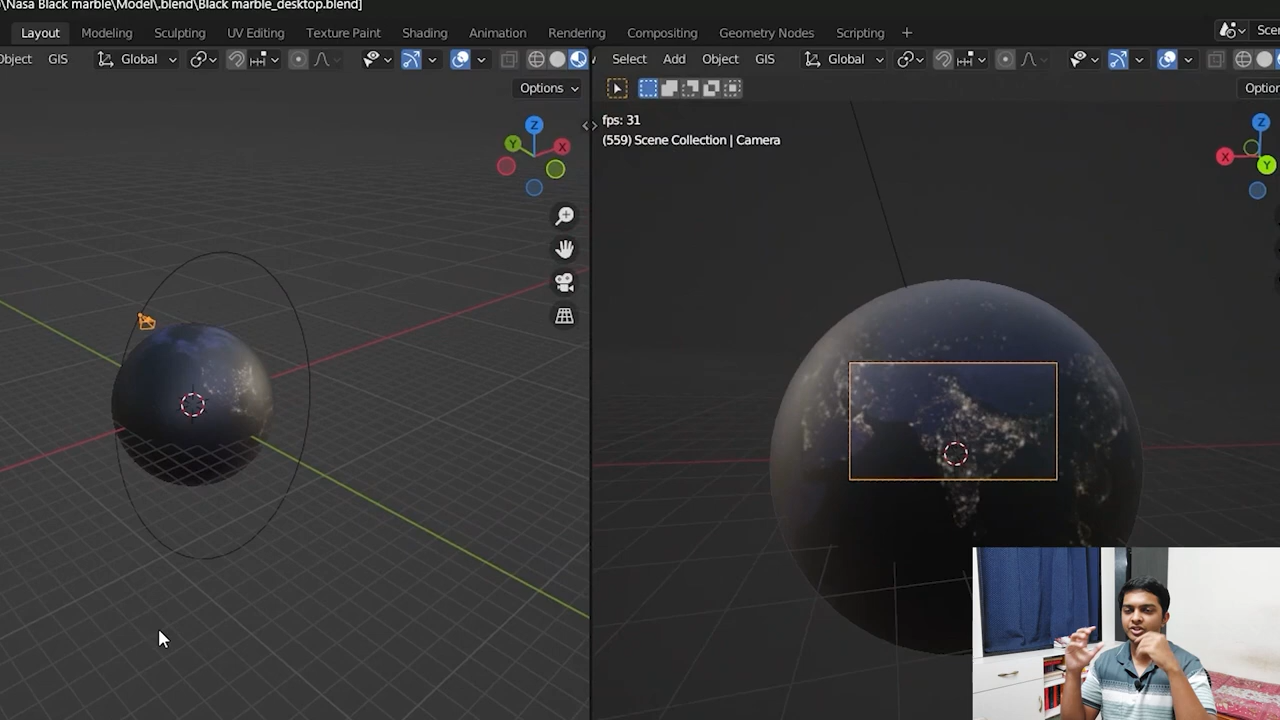 \Nasa Black marble\Model\.blend\Black marble_desktop.blend]
Layout Modeling Sculpting UV Editing Texture Paint Shading Animation Rendering Compositing Geometry Nodes Scripting +
Object GIS Global
Select Add Object GIS Global
Options
Options
fps: 31
(559) Scene Collection | Camera
Z
Y
X
Z
X
Y